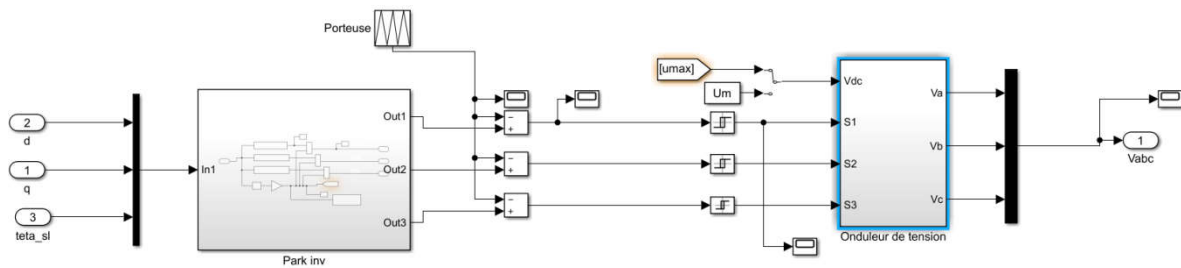 Porteuse
[umax]
Um
2
d
1
q
3
teta_sl
In1
Out1
Out2
Out3
Park inv
−
+
−
+
−
+
Vdc
S1
S2
S3
Va
Vb
Vc
Onduleur de tension
1
Vabc